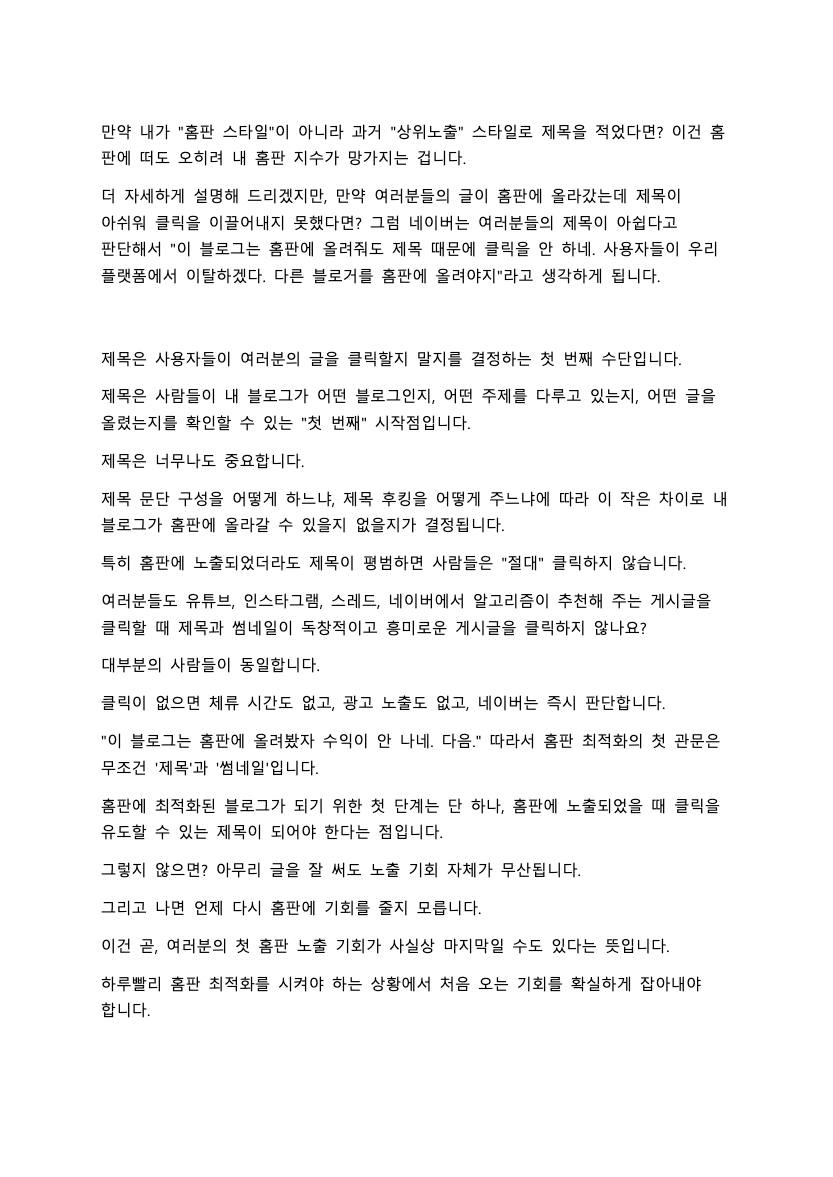 만약 내가 "홈판 스타일"이 아니라 과거 "상위노출" 스타일로 제목을 적었다면? 이건 홈
판에 떠도 오히려 내 홈판 지수가 망가지는 겁니다.
더 자세하게 설명해 드리겠지만, 만약 여러분들의 글이 홈판에 올라갔는데 제목이
아쉬워 클릭을 이끌어내지 못했다면? 그럼 네이버는 여러분들의 제목이 아쉽다고
판단해서 "이 블로그는 홈판에 올려줘도 제목 때문에 클릭을 안 하네. 사용자들이 우리
플랫폼에서 이탈하겠다. 다른 블로거를 홈판에 올려야지"라고 생각하게 됩니다.
제목은 사용자들이 여러분의 글을 클릭할지 말지를 결정하는 첫 번째 수단입니다.
제목은 사람들이 내 블로그가 어떤 블로그인지, 어떤 주제를 다루고 있는지, 어떤 글을
올렸는지를 확인할 수 있는 "첫 번째" 시작점입니다.
제목은 너무나도 중요합니다.
제목 문단 구성을 어떻게 하느냐, 제목 후킹을 어떻게 주느냐에 따라 이 작은 차이로 내
블로그가 홈판에 올라갈 수 있을지 없을지가 결정됩니다.
특히 홈판에 노출되었더라도 제목이 평범하면 사람들은 "절대" 클릭하지 않습니다.
여러분들도 유튜브, 인스타그램, 스레드, 네이버에서 알고리즘이 추천해 주는 게시글을
클릭할 때 제목과 썸네일이 독창적이고 흥미로운 게시글을 클릭하지 않나요?
대부분의 사람들이 동일합니다.
클릭이 없으면 체류 시간도 없고, 광고 노출도 없고, 네이버는 즉시 판단합니다.
"이 블로그는 홈판에 올려봤자 수익이 안 나네. 다음." 따라서 홈판 최적화의 첫 관문은
무조건 '제목'과 '썸네일'입니다.
홈판에 최적화된 블로그가 되기 위한 첫 단계는 단 하나, 홈판에 노출되었을 때 클릭을
유도할 수 있는 제목이 되어야 한다는 점입니다.
그렇지 않으면? 아무리 글을 잘 써도 노출 기회 자체가 무산됩니다.
그리고 나면 언제 다시 홈판에 기회를 줄지 모릅니다.
이건 곧, 여러분의 첫 홈판 노출 기회가 사실상 마지막일 수도 있다는 뜻입니다.
하루빨리 홈판 최적화를 시켜야 하는 상황에서 처음 오는 기회를 확실하게 잡아내야
합니다.